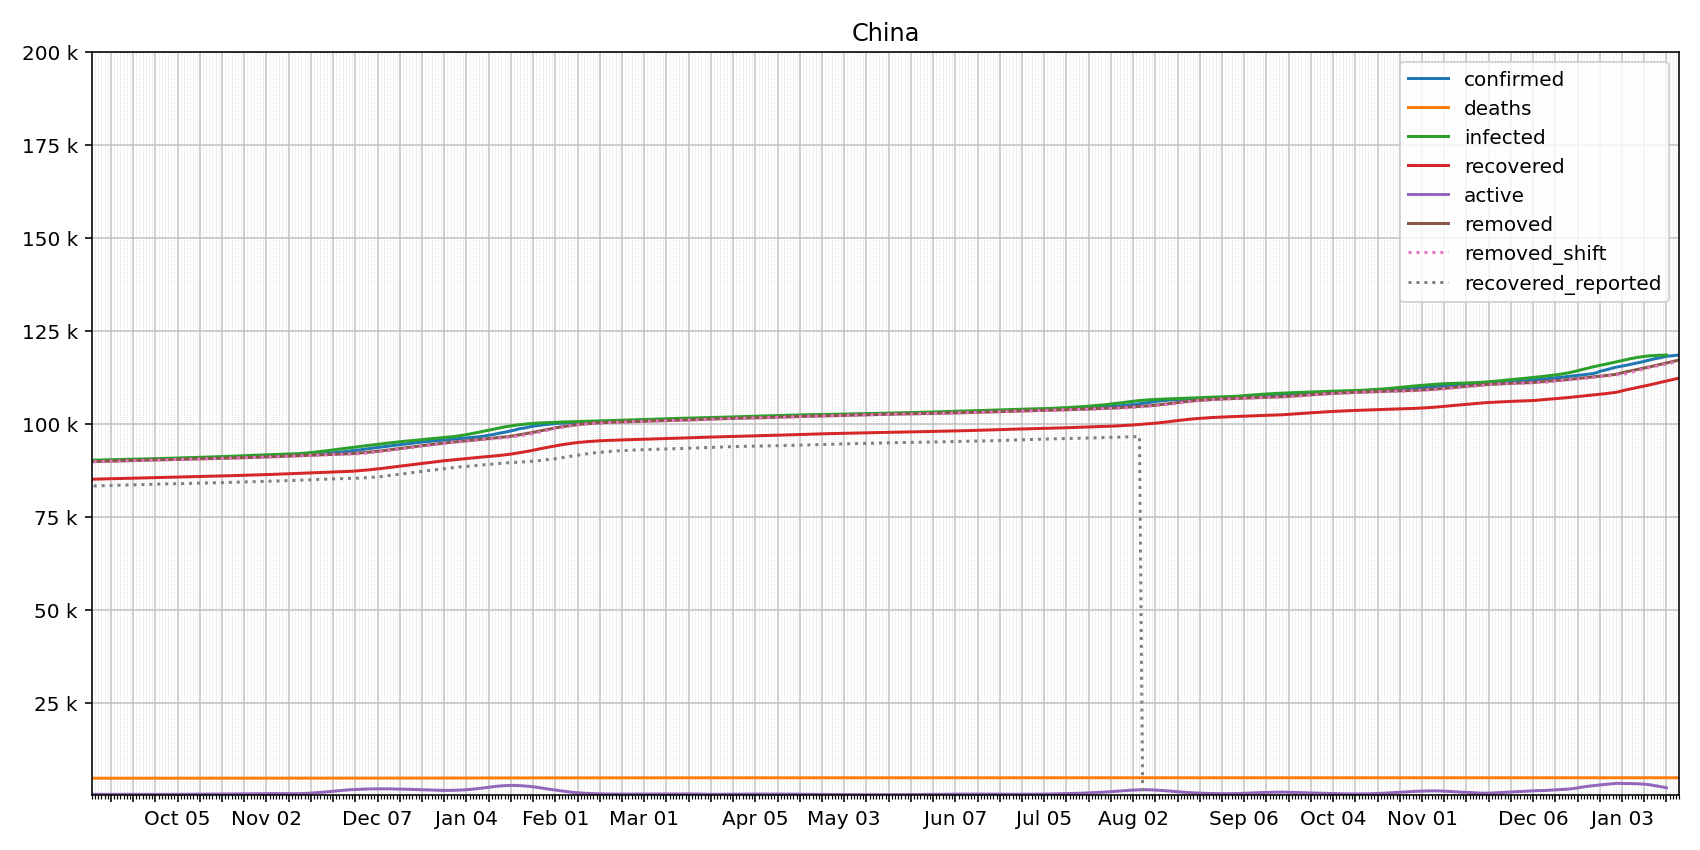 China
200 k
175 k
150 k
125 k
100 k
75 k
50 k
25 k
confirmed
deaths
infected
recovered
active
removed
removed_shift
recovered_reported
Oct 05 Nov 02 Dec 07 Jan 04 Feb 01 Mar 01 Apr 05 May 03 Jun 07 Jul 05 Aug 02 Sep 06 Oct 04 Nov 01 Dec 06 Jan 03